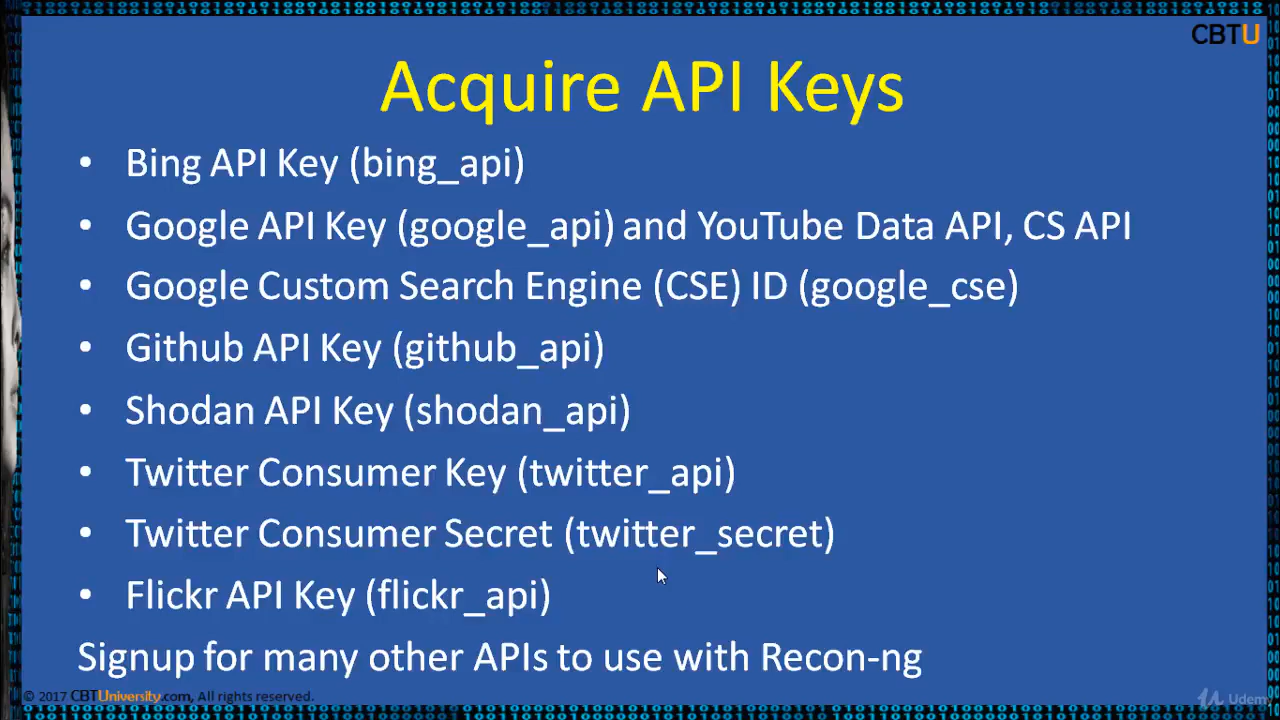 CBTU
Acquire API Keys
• Bing API Key (bing_api)
• Google API Key (google_api) and YouTube Data API, CS API
• Google Custom Search Engine (CSE) ID (google_cse)
• Github API Key (github_api)
• Shodan API Key (shodan_api)
• Twitter Consumer Key (twitter_api)
• Twitter Consumer Secret (twitter_secret)
• Flickr API Key (flickr_api)
Signup for many other APIs to use with Recon-ng
© 2017 CBTUniversity.com, All rights reserved.
Udemy